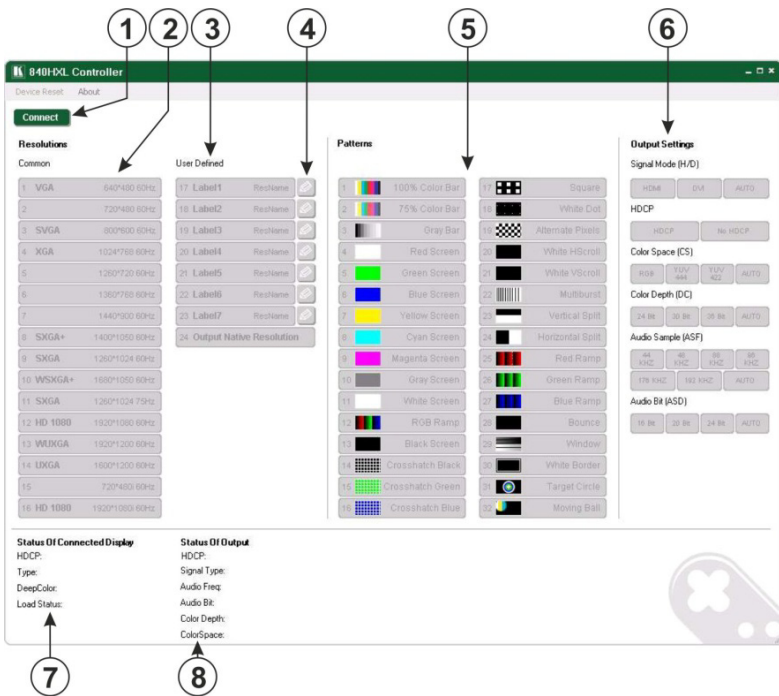 1 2 3 4 5 6
840HXL Controller
Device Reset About
Connect
Resolutions
Common
1 VGA 640*480 60Hz
2 720*480 60Hz
3 SVGA 800*600 60Hz
4 XGA 1024*760 60Hz
5 1280*720 60Hz
6 1360*760 60Hz
7 1440*900 60Hz
8 SXGA+ 1400*1050 60Hz
9 SXGA 1260*1024 60Hz
10 WSXGA+ 1680*1050 60Hz
11 SXGA 1260*1024 75Hz
12 HD 1080 1920*1080 60Hz
13 WUXGA 1920*1200 60Hz
14 UXGA 1600*1200 60Hz
15 720*480i 60Hz
16 HD 1080 1920*1080i 60Hz
User Defined
17 Label1 ResName
18 Label2 ResName
19 Label3 ResName
20 Label4 ResName
21 Label5 ResName
22 Label6 ResName
23 Label7 ResName
24 Output Native Resolution
Patterns
1 100% Color Bar
2 75% Color Bar
3 Gray Bar
4 Red Screen
5 Green Screen
6 Blue Screen
7 Yellow Screen
8 Cyan Screen
9 Magenta Screen
10 Gray Screen
11 White Screen
12 RGB Ramp
13 Black Screen
14 Crosshatch Black
15 Crosshatch Green
16 Crosshatch Blue
17 Square
18 White Dot
19 Alternate Pixels
20 White HScroll
21 White VScroll
22 Multiburst
23 Vertical Split
24 Horizontal Split
25 Red Ramp
26 Green Ramp
27 Blue Ramp
28 Bounce
29 Window
30 White Border
31 Target Circle
32 Moving Ball
Output Settings
Signal Mode (H/D)
HDMI DVI AUTO
HDCP
HDCP No HDCP
Color Space (CS)
RGB YUV 444 YUV 422 AUTO
Color Depth (DC)
24 Bit 30 Bit 36 Bit AUTO
Audio Sample (ASF)
44 KHZ 48 KHZ 88 KHZ 96 KHZ
176 KHZ 192 KHZ AUTO
Audio Bit (ASD)
16 Bit 20 Bit 24 Bit AUTO
Status Of Connected Display
HDCP:
Type:
DeepColor:
Load Status:
Status Of Output
HDCP:
Signal Type:
Audio Freq:
Audio Bit:
Color Depth:
ColorSpace:
7 8